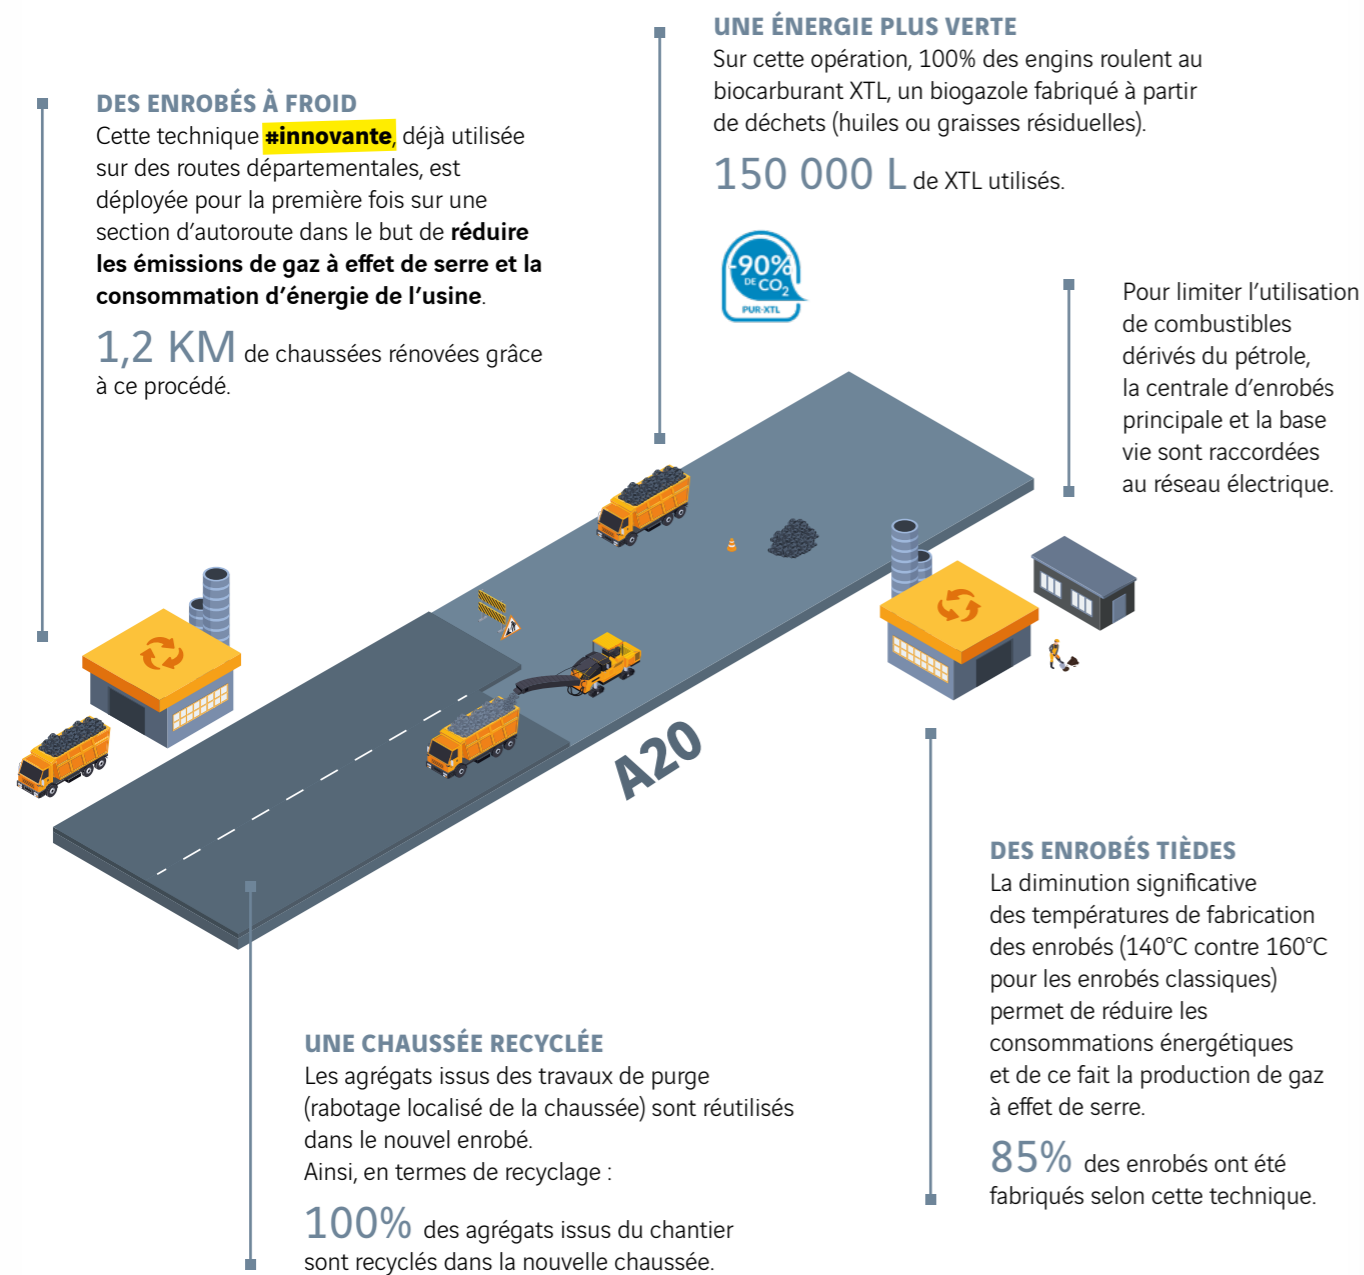 UNE ÉNERGIE PLUS VERTE
Sur cette opération, 100% des engins roulent au
biocarburant XTL, un biogazole fabriqué à partir
de déchets (huiles ou graisses résiduelles).
150 000 L de XTL utilisés.
-90%
DE CO2
PUR-XTL
DES ENROBÉS À FROID
Cette technique #innovante, déjà utilisée
sur des routes départementales, est
déployée pour la première fois sur une
section d'autoroute dans le but de réduire
les émissions de gaz à effet de serre et la
consommation d'énergie de l'usine.
1,2 KM de chaussées rénovées grâce
à ce procédé.
Pour limiter l'utilisation
de combustibles
dérivés du pétrole,
la centrale d'enrobés
principale et la base
vie sont raccordées
au réseau électrique.
A20
DES ENROBÉS TIÈDES
La diminution significative
des températures de fabrication
des enrobés (140°C contre 160°C
pour les enrobés classiques)
permet de réduire les
consommations énergétiques
et de ce fait la production de gaz
à effet de serre.
85% des enrobés ont été
fabriqués selon cette technique.
UNE CHAUSSÉE RECYCLÉE
Les agrégats issus des travaux de purge
(rabotage localisé de la chaussée) sont réutilisés
dans le nouvel enrobé.
Ainsi, en termes de recyclage :
100% des agrégats issus du chantier
sont recyclés dans la nouvelle chaussée.